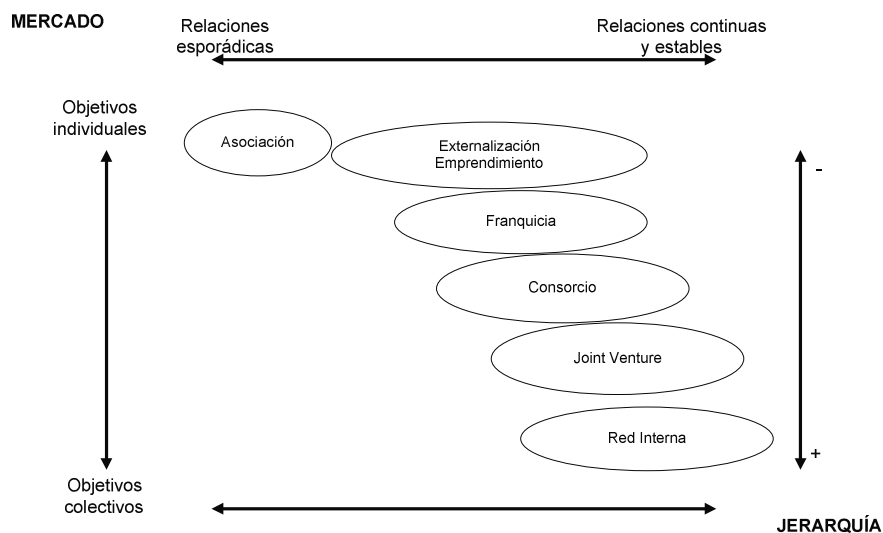 MERCADO
Relaciones
esporádicas
Relaciones continuas
y estables
Objetivos
individuales
Asociación
Externalización
Emprendimiento
-
Franquicia
Consorcio
Joint Venture
Red Interna
+
Objetivos
colectivos
JERARQUÍA